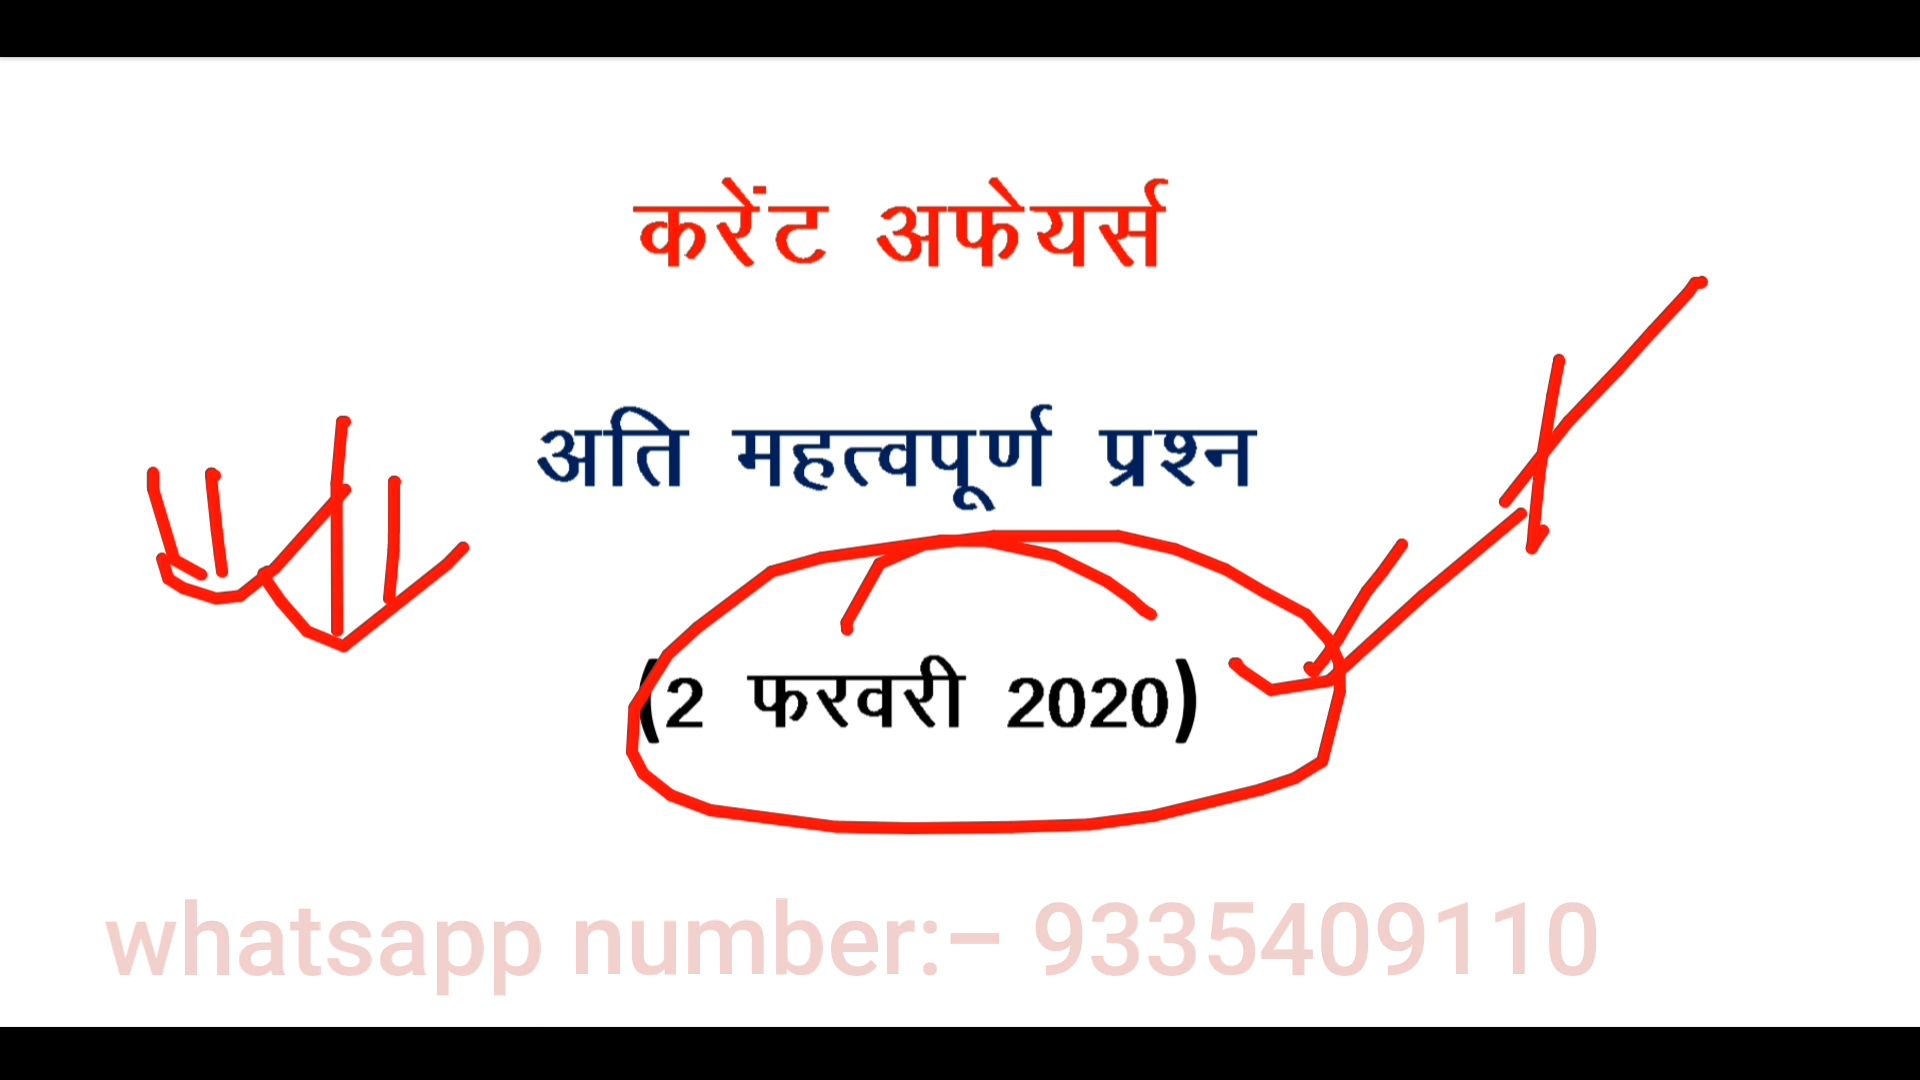 करेंट अफेयर्स
अति महत्वपूर्ण प्रश्न
(2 फरवरी 2020)
whatsapp number:– 9335409110